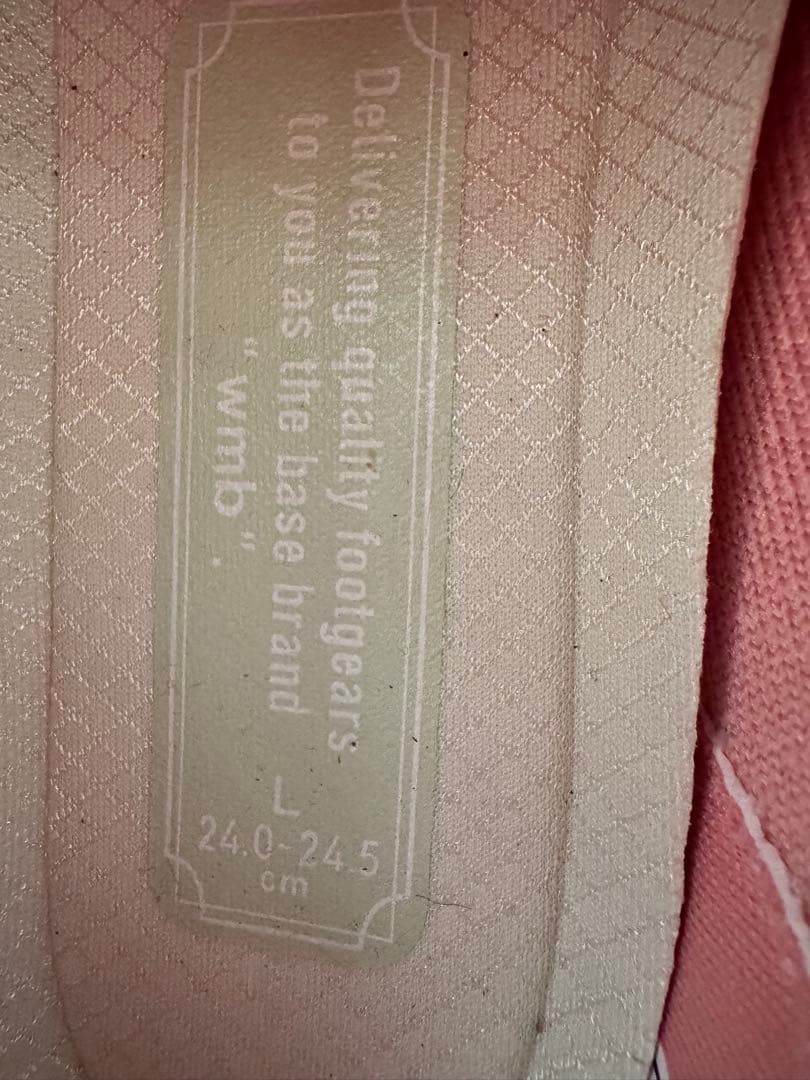 Delivering quality footgears
to you as the base brand
“wmb”.
L
24.0-24.5
cm